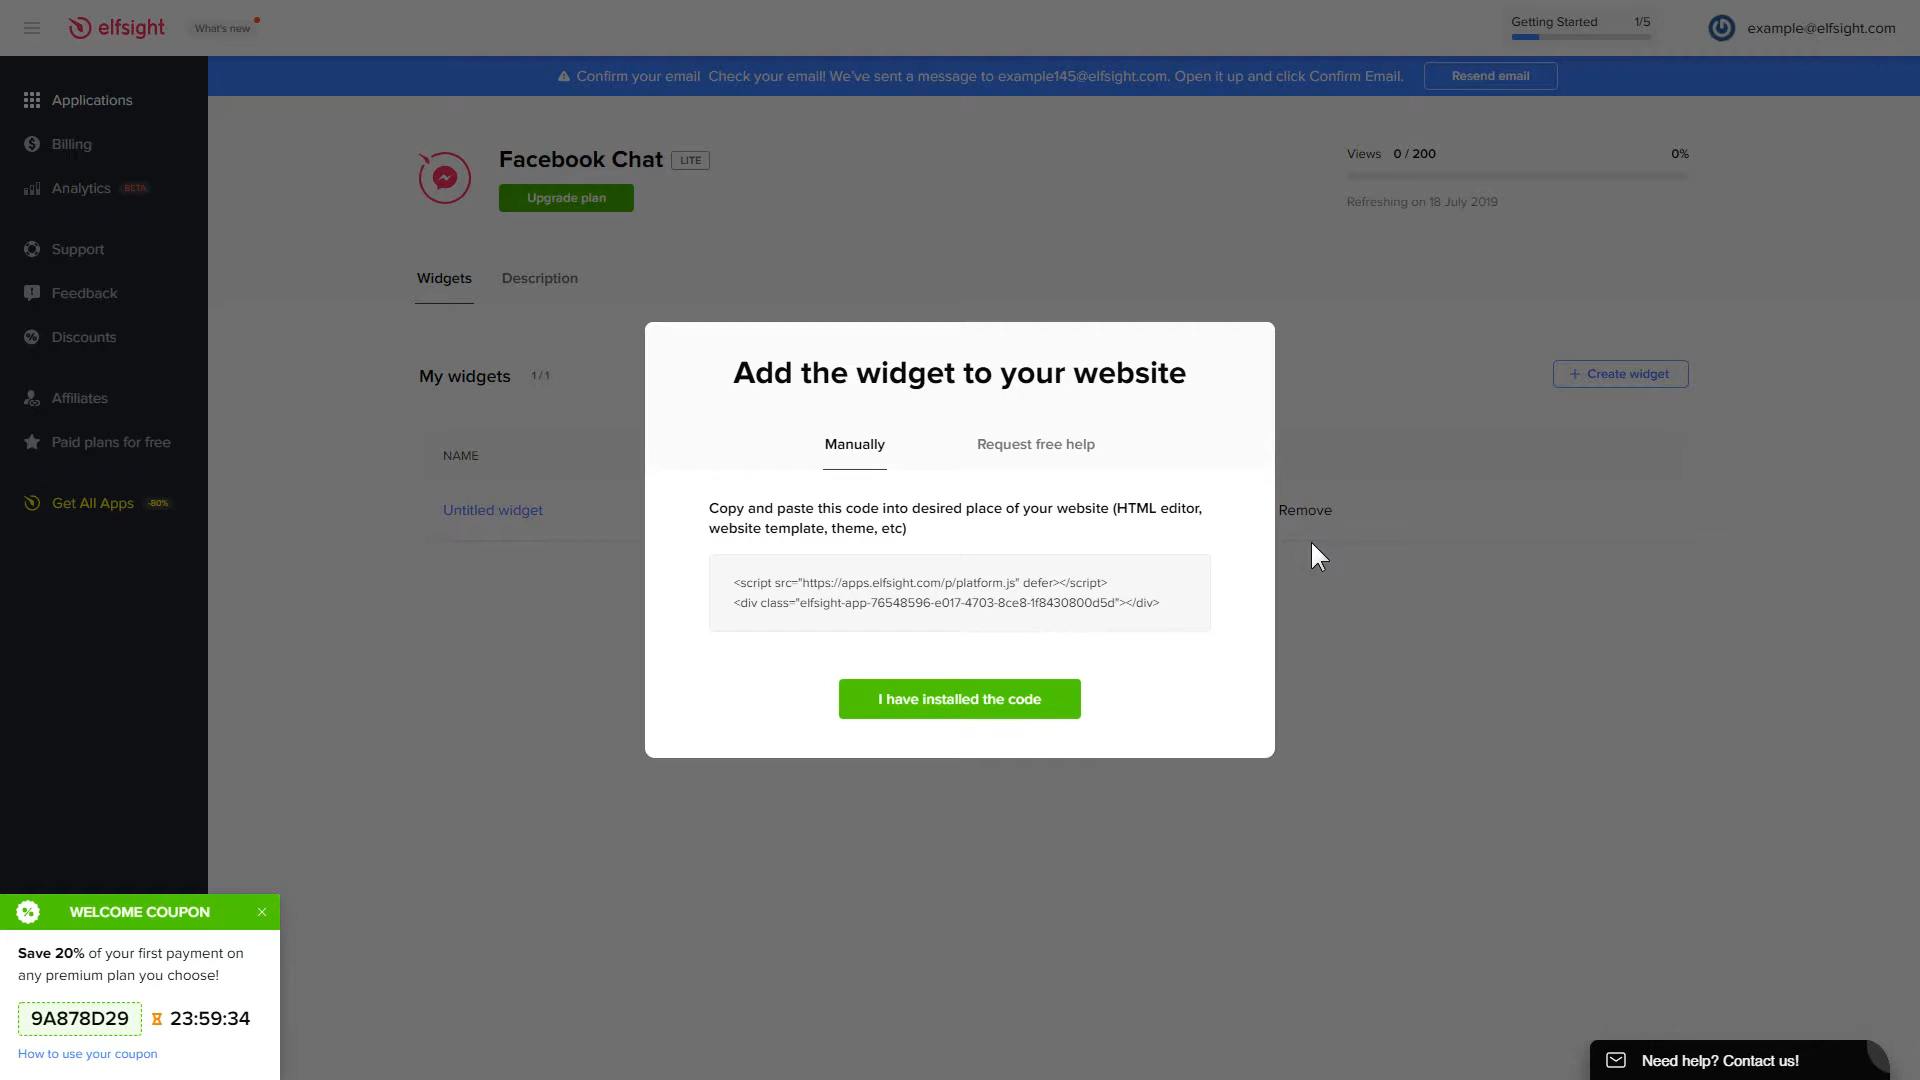 elfsight
What's new
Getting Started 1/5
example@elfsight.com
Confirm your email Check your email! We've sent a message to example145@elfsight.com. Open it up and click Confirm Email.
Resend email
Applications
Billing
Analytics BETA
Support
Feedback
Discounts
Affiliates
Paid plans for free
Get All Apps -80%
Facebook Chat LITE
Upgrade plan
Views 0 / 200 0%
Refreshing on 18 July 2019
Widgets Description
My widgets 1/1
+ Create widget
NAME
Untitled widget
Remove
Add the widget to your website
Manually Request free help
Copy and paste this code into desired place of your website (HTML editor,
website template, theme, etc)
<script src="https://apps.elfsight.com/p/platform.js" defer></script>
<div class="elfsight-app-76548596-e017-4703-8ce8-1f8430800d5d"></div>
I have installed the code
WELCOME COUPON
Save 20% of your first payment on
any premium plan you choose!
9A878D29 23:59:34
How to use your coupon
Need help? Contact us!